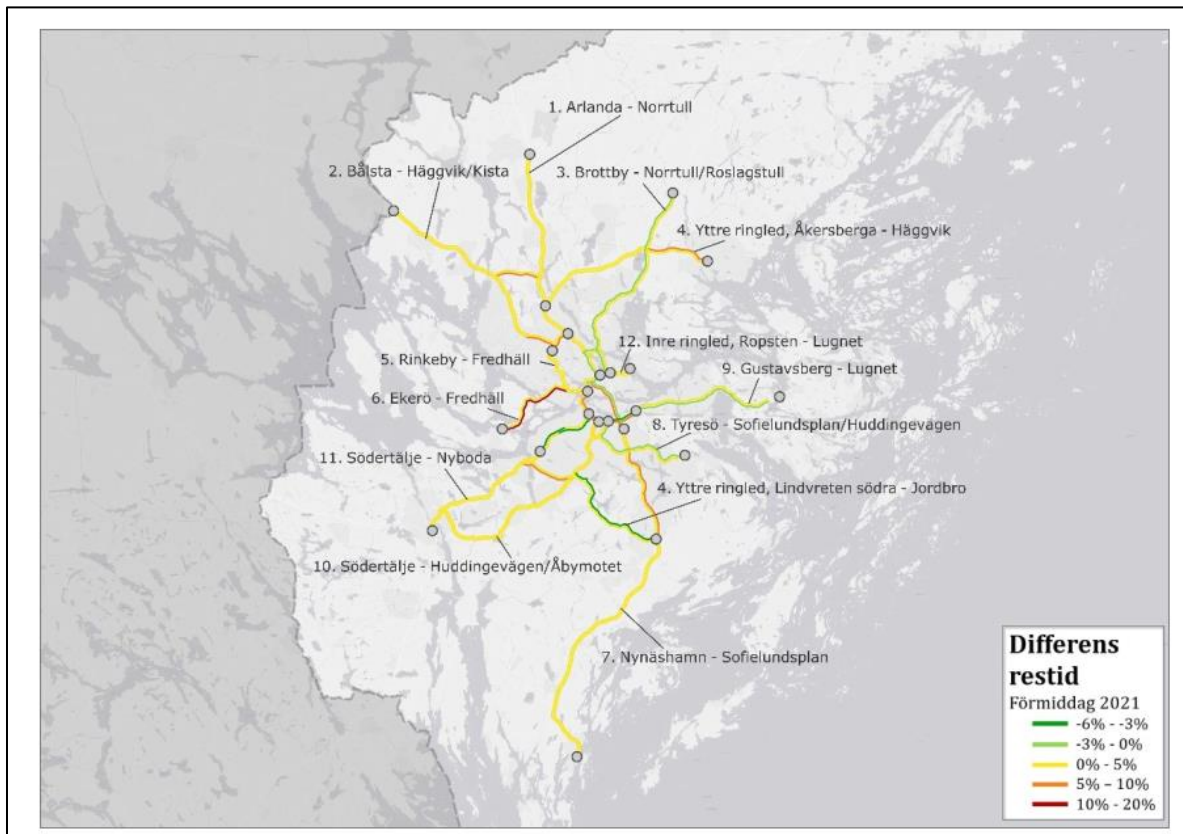 1. Arlanda - Norrtull
2. Bålsta - Häggvik/Kista
3. Brottby - Norrtull/Roslagstull
4. Yttre ringled, Åkersberga - Häggvik
12. Inre ringled, Ropsten - Lugnet
5. Rinkeby - Fredhäll
9. Gustavsberg - Lugnet
6. Ekerö - Fredhäll
8. Tyresö - Sofielundsplan/Huddingevägen
11. Södertälje - Nyboda
4. Yttre ringled, Lindvreten södra - Jordbro
10. Södertälje - Huddingevägen/Åbymotet
7. Nynäshamn - Sofielundsplan
Differens
restid
Förmiddag 2021
-6% - -3%
-3% - 0%
0% - 5%
5% – 10%
10% - 20%